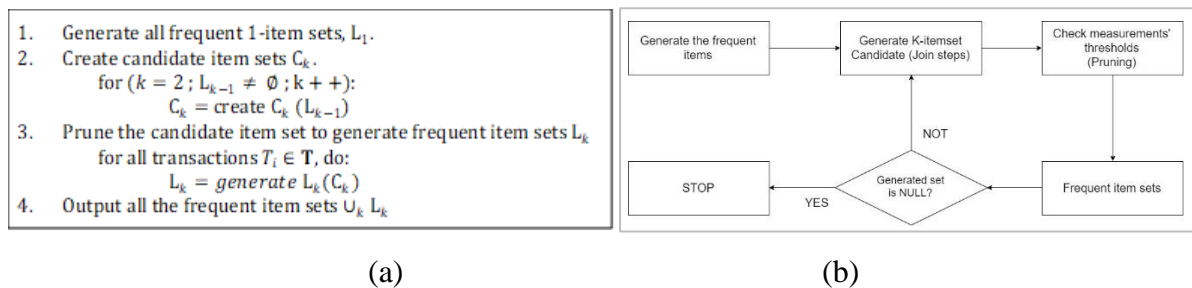 1. Generate all frequent 1-item sets, L₁.
2. Create candidate item sets Cₖ.
for (k = 2 ; Lₖ₋₁ ≠ ∅ ; k + +):
Cₖ = create Cₖ (Lₖ₋₁)
3. Prune the candidate item set to generate frequent item sets Lₖ
for all transactions Tᵢ ∈ T, do:
Lₖ = generate Lₖ(Cₖ)
4. Output all the frequent item sets ∪ₖ Lₖ
(a)
Generate the frequent
items
Generate K-itemset
Candidate (Join steps)
Check measurements'
thresholds
(Pruning)
NOT
STOP
YES
Generated set
is NULL?
Frequent item sets
(b)